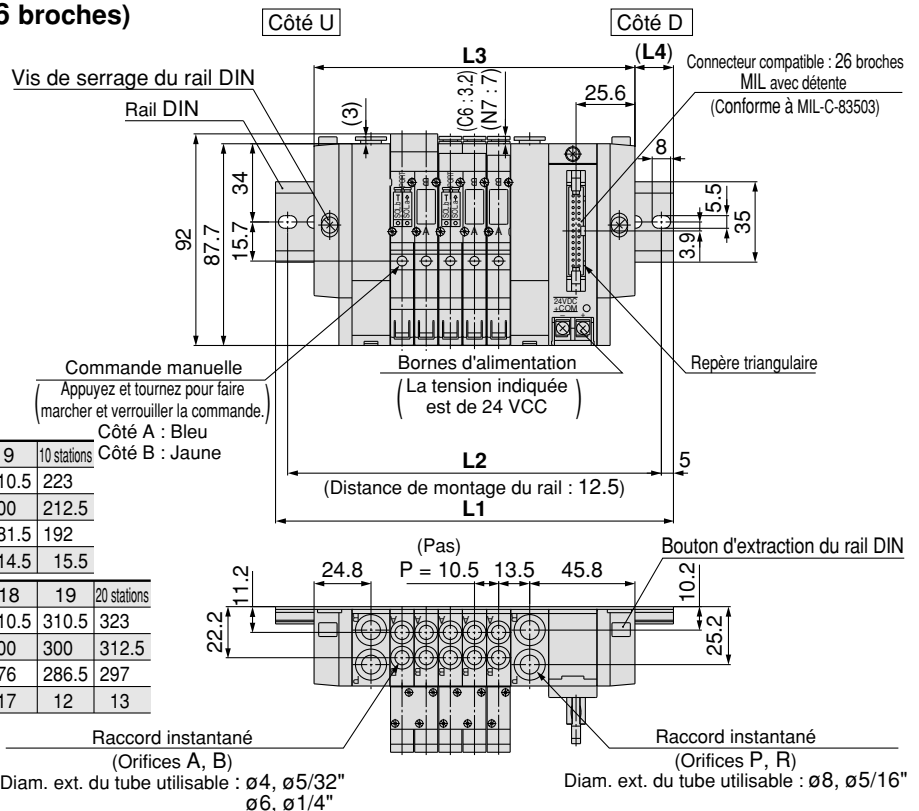 6 broches)
Côté U
Côté D
L3
(L4)
Connecteur compatible : 26 broches
MIL avec détente
(Conforme à MIL-C-83503)
Vis de serrage du rail DIN
Rail DIN
(3)
(C6 : 3.2)
(N7 : 7)
25.6
8
34
15.7
92
87.7
5.5
3.9
35
24VDC
+COM
Commande manuelle
(Appuyez et tournez pour faire
marcher et verrouiller la commande.)
Côté A : Bleu
Côté B : Jaune
Bornes d'alimentation
(La tension indiquée
est de 24 VCC)
Repère triangulaire
L2
5
(Distance de montage du rail : 12.5)
L1
9 10 stations
10.5 223
00 212.5
81.5 192
14.5 15.5
18 19 20 stations
10.5 310.5 323
00 300 312.5
76 286.5 297
17 12 13
(Pas)
P = 10.5
13.5
45.8
24.8
11.2
22.2
10.2
25.2
Bouton d'extraction du rail DIN
Raccord instantané
(Orifices A, B)
Diam. ext. du tube utilisable : ø4, ø5/32"
ø6, ø1/4"
Raccord instantané
(Orifices P, R)
Diam. ext. du tube utilisable : ø8, ø5/16"